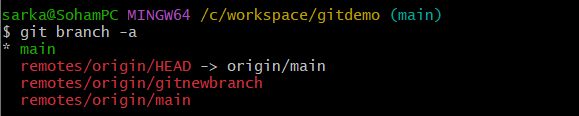 sarka@SohamPC MINGW64 /c/workspace/gitdemo (main)
$ git branch -a
* main
  remotes/origin/HEAD -> origin/main
  remotes/origin/gitnewbranch
  remotes/origin/main